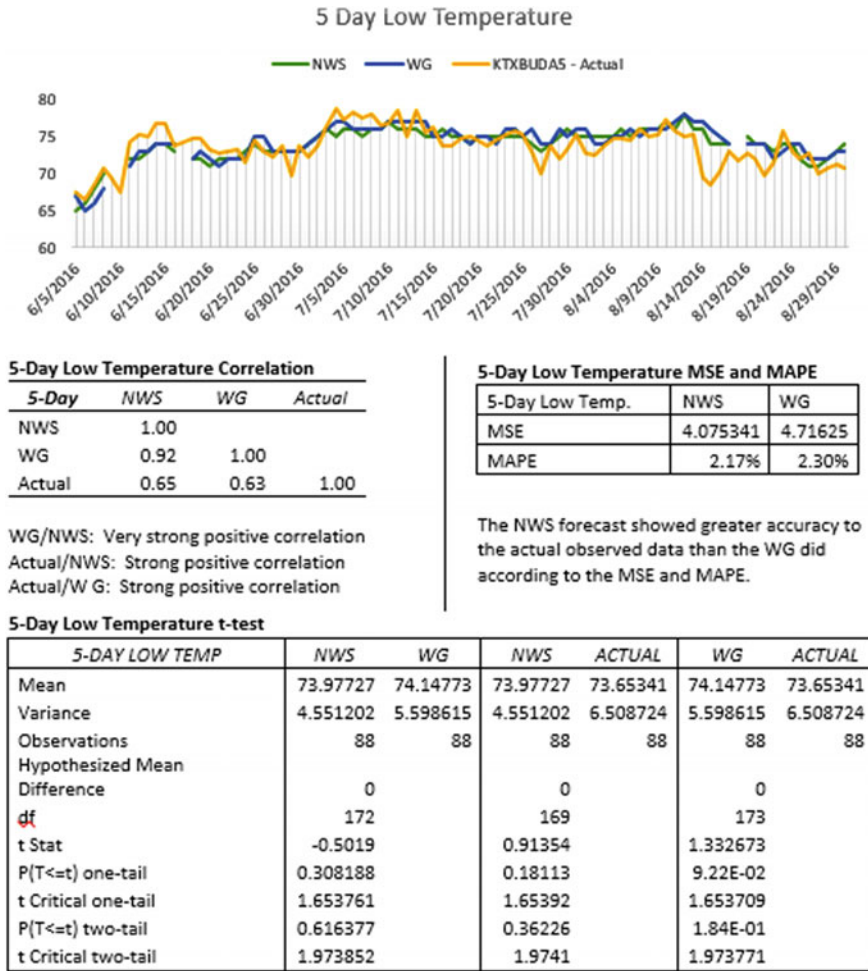 5 Day Low Temperature
NWS WG KTXBUDA5 - Actual
80
75
70
65
60
6/5/2016 6/10/2016 6/15/2016 6/20/2016 6/25/2016 6/30/2016 7/5/2016 7/10/2016 7/15/2016 7/20/2016 7/25/2016 7/30/2016 8/4/2016 8/9/2016 8/14/2016 8/19/2016 8/24/2016 8/29/2016
5-Day Low Temperature Correlation
5-Day NWS WG Actual
NWS 1.00
WG 0.92 1.00
Actual 0.65 0.63 1.00
WG/NWS: Very strong positive correlation
Actual/NWS: Strong positive correlation
Actual/W G: Strong positive correlation
5-Day Low Temperature MSE and MAPE
5-Day Low Temp. NWS WG
MSE 4.075341 4.71625
MAPE 2.17% 2.30%
The NWS forecast showed greater accuracy to
the actual observed data than the WG did
according to the MSE and MAPE.
5-Day Low Temperature t-test
5-DAY LOW TEMP NWS WG NWS ACTUAL WG ACTUAL
Mean 73.97727 74.14773 73.97727 73.65341 74.14773 73.65341
Variance 4.551202 5.598615 4.551202 6.508724 5.598615 6.508724
Observations 88 88 88 88 88 88
Hypothesized Mean
Difference 0 0 0
df 172 169 173
t Stat -0.5019 0.91354 1.332673
P(T<=t) one-tail 0.308188 0.18113 9.22E-02
t Critical one-tail 1.653761 1.65392 1.653709
P(T<=t) two-tail 0.616377 0.36226 1.84E-01
t Critical two-tail 1.973852 1.9741 1.973771